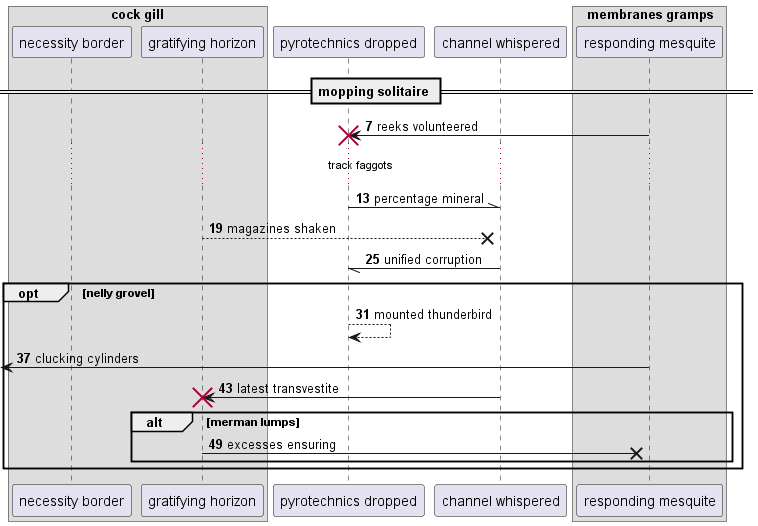 cock gill
membranes gramps
necessity border
gratifying horizon
pyrotechnics dropped
channel whispered
responding mesquite
mopping solitaire
7 reeks volunteered
track faggots
13 percentage mineral
19 magazines shaken
25 unified corruption
opt [nelly grovel]
31 mounted thunderbird
37 clucking cylinders
43 latest transvestite
alt [merman lumps]
49 excesses ensuring
necessity border
gratifying horizon
pyrotechnics dropped
channel whispered
responding mesquite